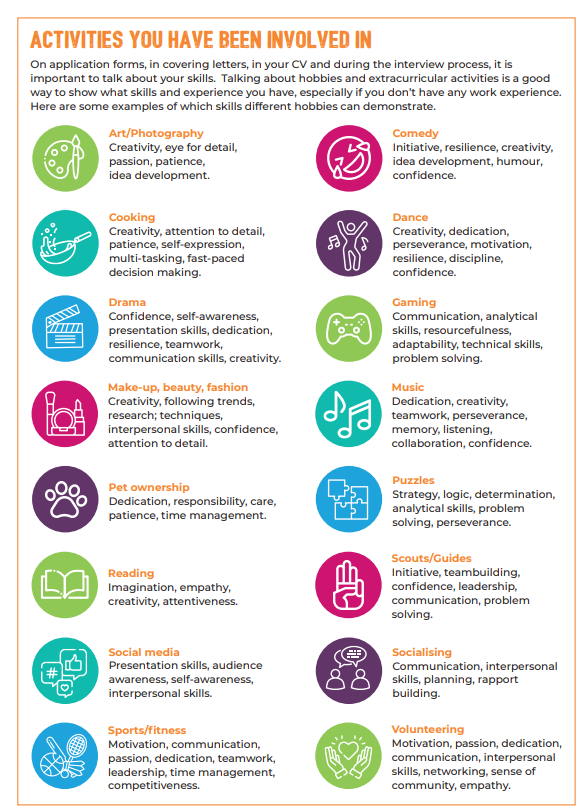 ACTIVITIES YOU HAVE BEEN INVOLVED IN
On application forms, in covering letters, in your CV and during the interview process, it is
important to talk about your skills. Talking about hobbies and extracurricular activities is a good
way to show what skills and experience you have, especially if you don't have any work experience.
Here are some examples of which skills different hobbies can demonstrate.
Art/Photography
Creativity, eye for detail,
passion, patience,
idea development.
Comedy
Initiative, resilience, creativity,
idea development, humour,
confidence.
Cooking
Creativity, attention to detail,
patience, self-expression,
multi-tasking, fast-paced
decision making.
Dance
Creativity, dedication,
perseverance, motivation,
resilience, discipline,
confidence.
Drama
Confidence, self-awareness,
presentation skills, dedication,
resilience, teamwork,
communication skills, creativity.
Gaming
Communication, analytical
skills, resourcefulness,
adaptability, technical skills,
problem solving.
Make-up, beauty, fashion
Creativity, following trends,
research; techniques,
interpersonal skills, confidence,
attention to detail.
Music
Dedication, creativity,
teamwork, perseverance,
memory, listening,
collaboration, confidence.
Pet ownership
Dedication, responsibility, care,
patience, time management.
Puzzles
Strategy, logic, determination,
analytical skills, problem
solving, perseverance.
Reading
Imagination, empathy,
creativity, attentiveness.
Scouts/Guides
Initiative, teambuilding,
confidence, leadership,
communication, problem
solving.
Social media
Presentation skills, audience
awareness, self-awareness,
interpersonal skills.
Socialising
Communication, interpersonal
skills, planning, rapport
building.
Sports/fitness
Motivation, communication,
passion, dedication, teamwork,
leadership, time management,
competitiveness.
Volunteering
Motivation, passion, dedication,
communication, interpersonal
skills, networking, sense of
community, empathy.